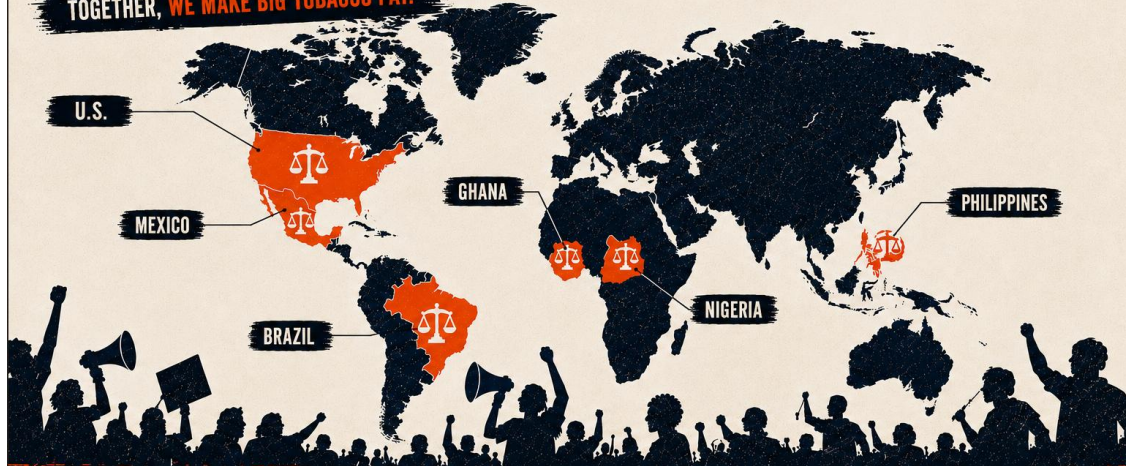 TOGETHER, WE MAKE BIG TOBACCO PAY.
U.S.
GHANA
PHILIPPINES
MEXICO
NIGERIA
BRAZIL